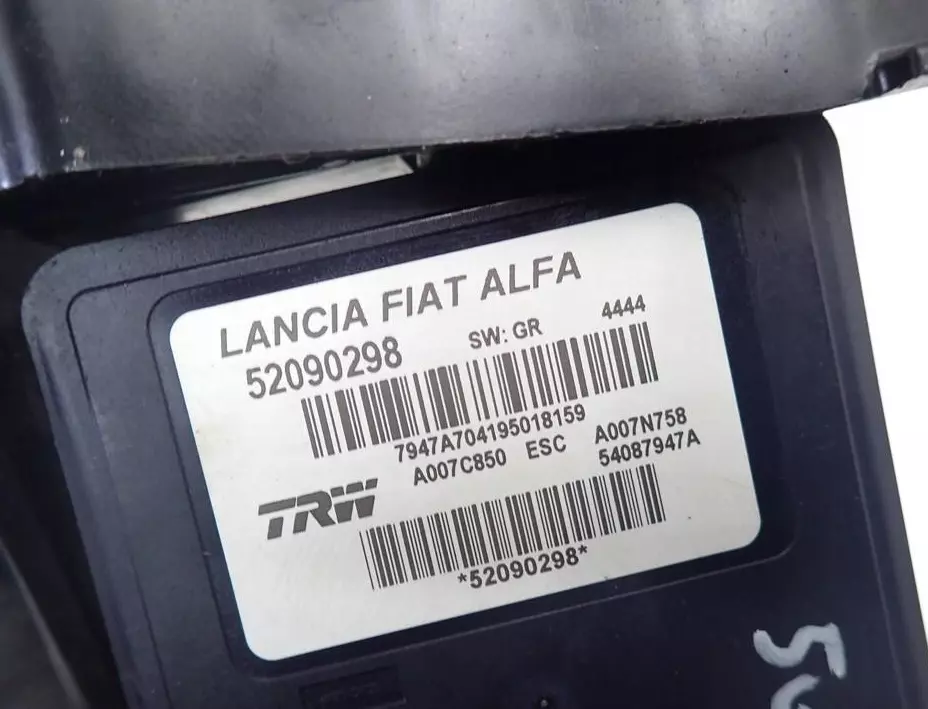 LANCIA FIAT ALFA
52090298 SW: GR 4444
7947A704195018159
A007C850 ESC A007N758
54087947A
TRW
*52090298*